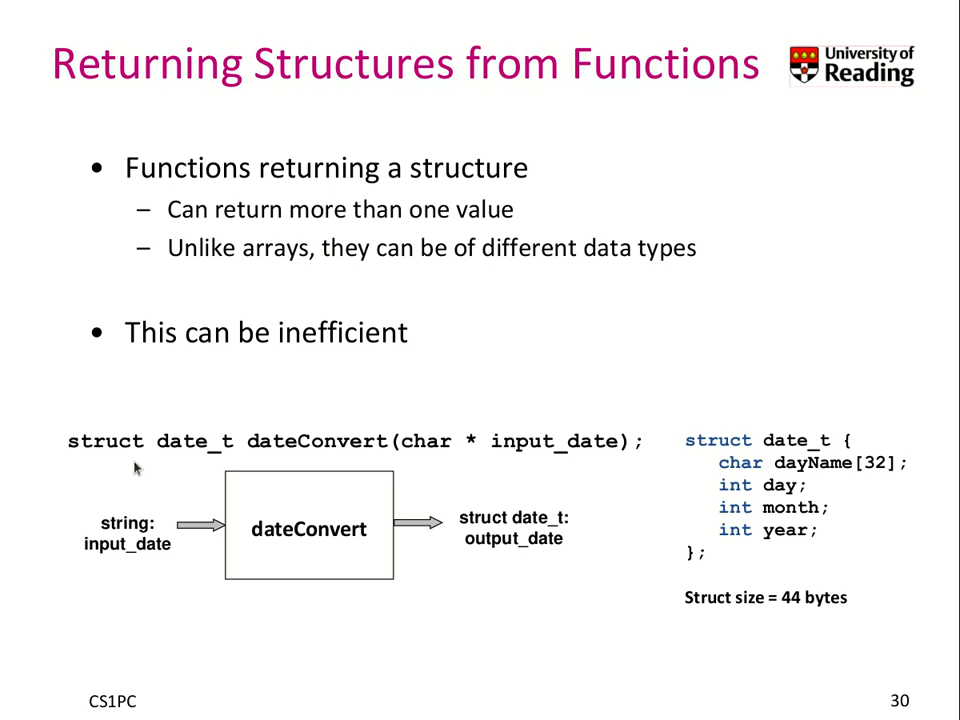 Returning Structures from Functions
University of
Reading
• Functions returning a structure
– Can return more than one value
– Unlike arrays, they can be of different data types
• This can be inefficient
struct date_t dateConvert(char * input_date);
string:
input_date
dateConvert
struct date_t:
output_date
struct date_t {
char dayName[32];
int day;
int month;
int year;
};
Struct size = 44 bytes
CS1PC
30